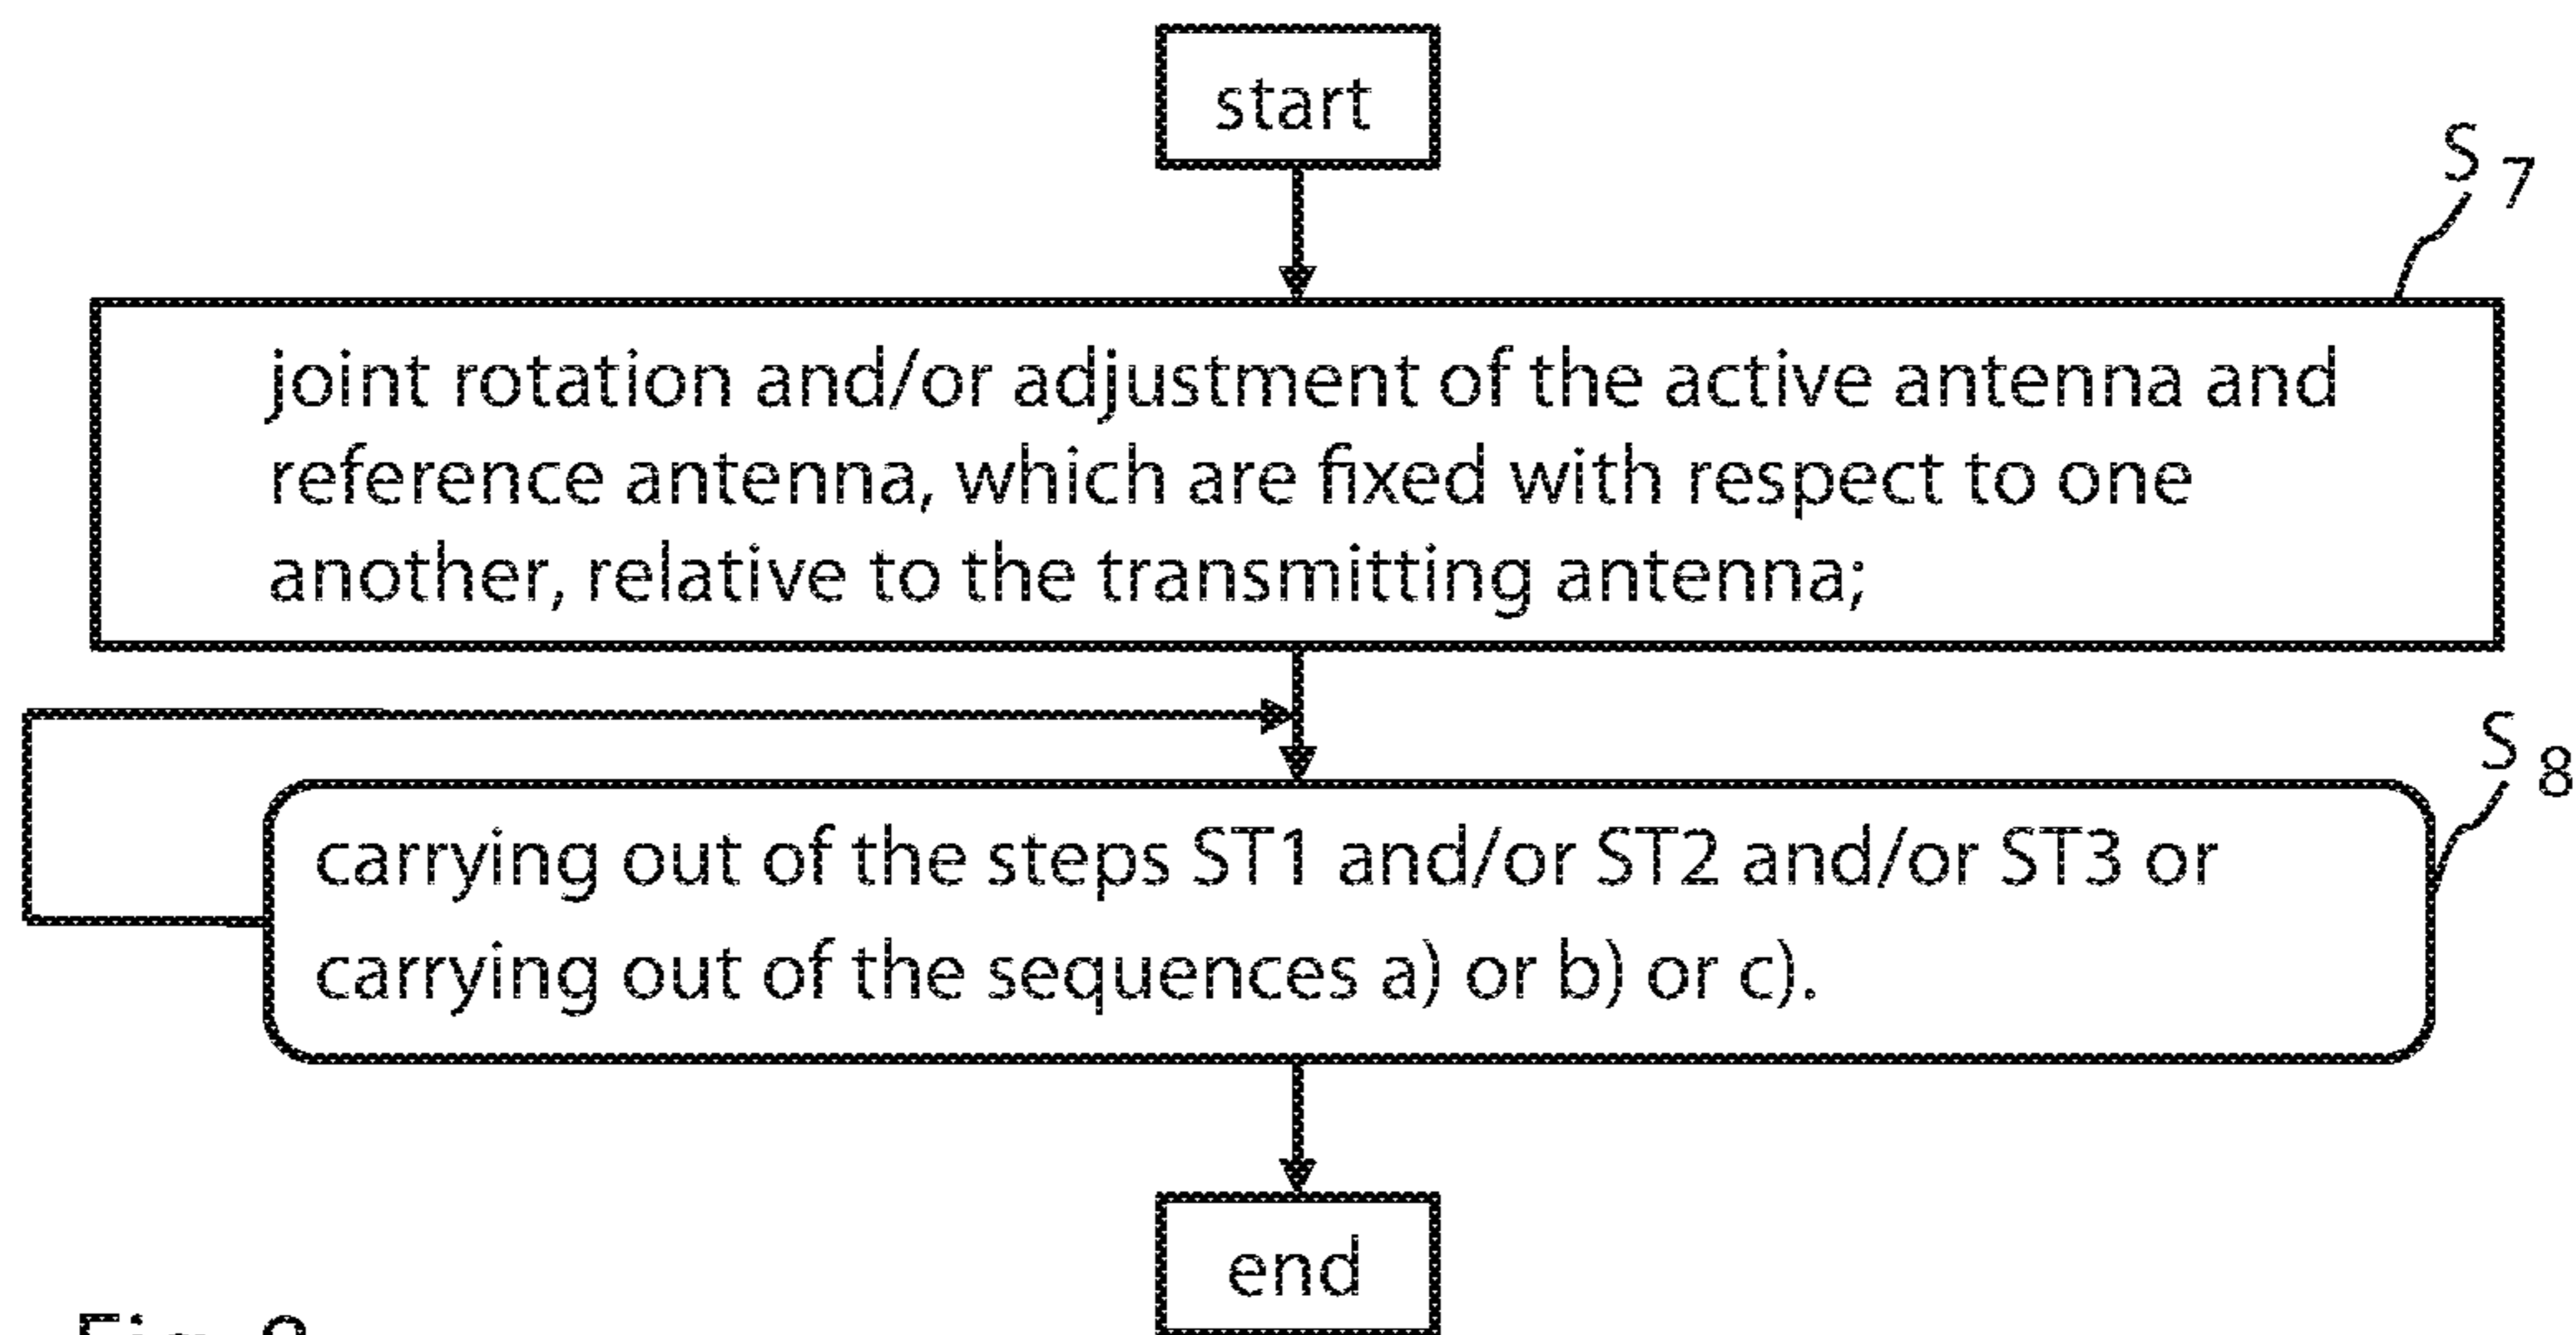 start
S 7
joint rotation and/or adjustment of the active antenna and
reference antenna, which are fixed with respect to one
another, relative to the transmitting antenna;
S 8
carrying out of the steps ST1 and/or ST2 and/or ST3 or
carrying out of the sequences a) or b) or c).
end